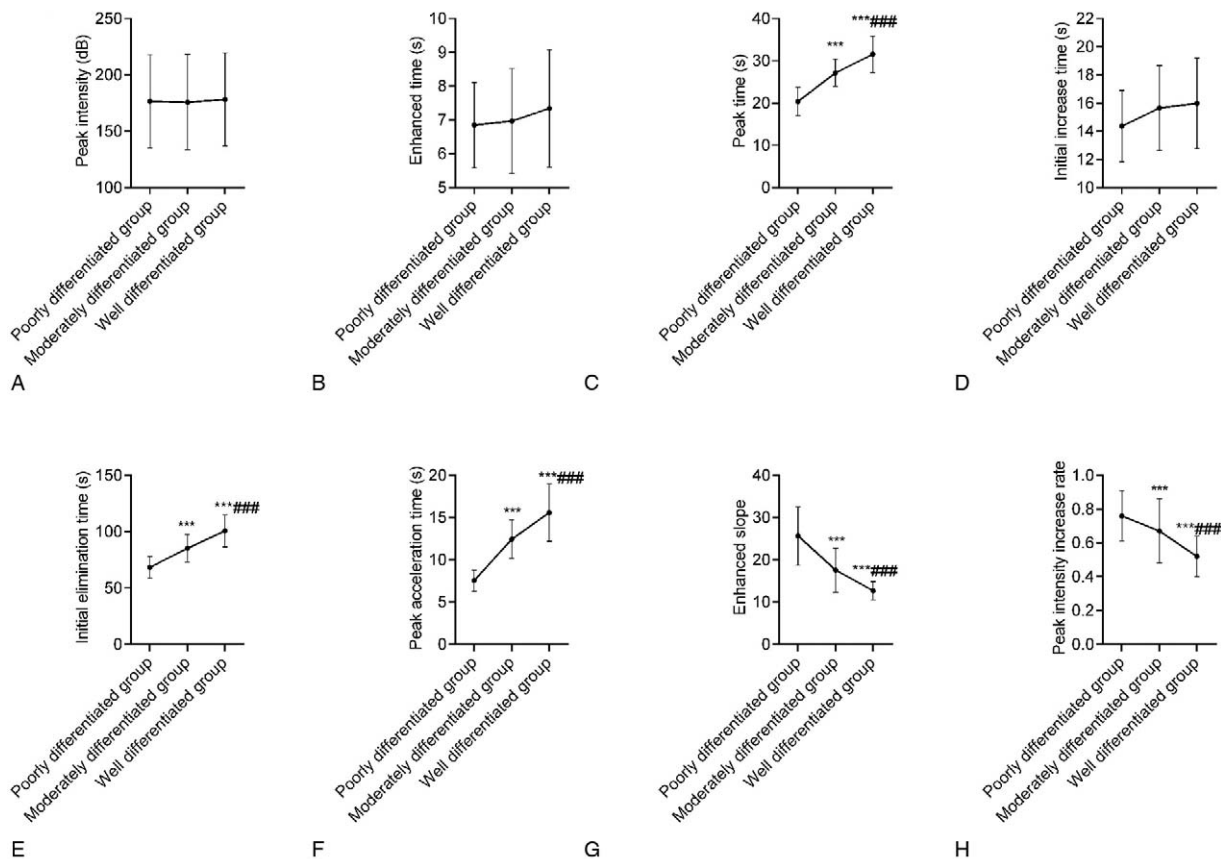 Peak intensity (dB)
250
200
150
100
Poorly differentiated group
Moderately differentiated group
Well differentiated group
A
Enhanced time (s)
10
9
8
7
6
5
Poorly differentiated group
Moderately differentiated group
Well differentiated group
B
Peak time (s)
40
30
20
10
0
***
***###
Poorly differentiated group
Moderately differentiated group
Well differentiated group
C
Initial increase time (s)
20
18
16
14
12
10
Poorly differentiated group
Moderately differentiated group
Well differentiated group
D
Initial elimination time (s)
150
100
50
0
***
***###
Poorly differentiated group
Moderately differentiated group
Well differentiated group
E
Peak acceleration time (s)
20
15
10
5
0
***
***###
Poorly differentiated group
Moderately differentiated group
Well differentiated group
F
Enhanced slope
40
30
20
10
0
***
***###
Poorly differentiated group
Moderately differentiated group
Well differentiated group
G
Peak intensity increase rate
1.0
0.8
0.6
0.4
0.2
0.0
***
***###
Poorly differentiated group
Moderately differentiated group
Well differentiated group
H